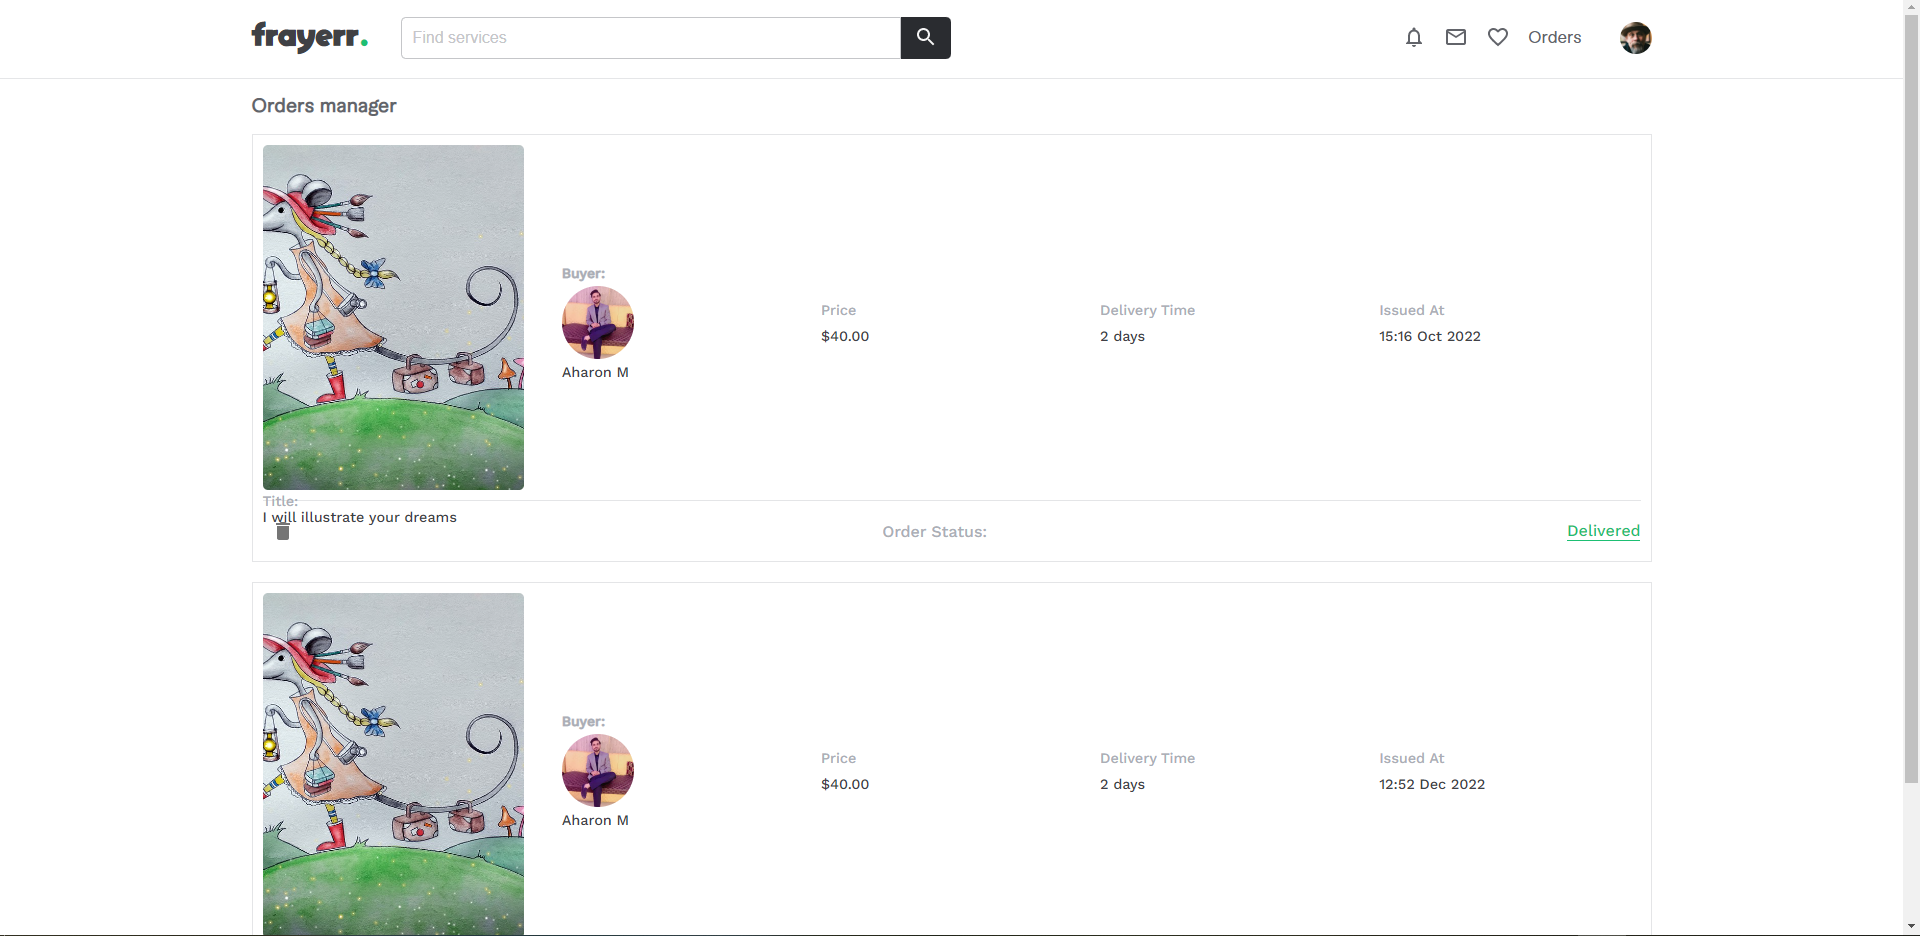 frayerr.
Find services
Orders
Orders manager
Buyer:
Aharon M
Price
$40.00
Delivery Time
2 days
Issued At
15:16 Oct 2022
Title:
I will illustrate your dreams
Order Status:
Delivered
Buyer:
Aharon M
Price
$40.00
Delivery Time
2 days
Issued At
12:52 Dec 2022